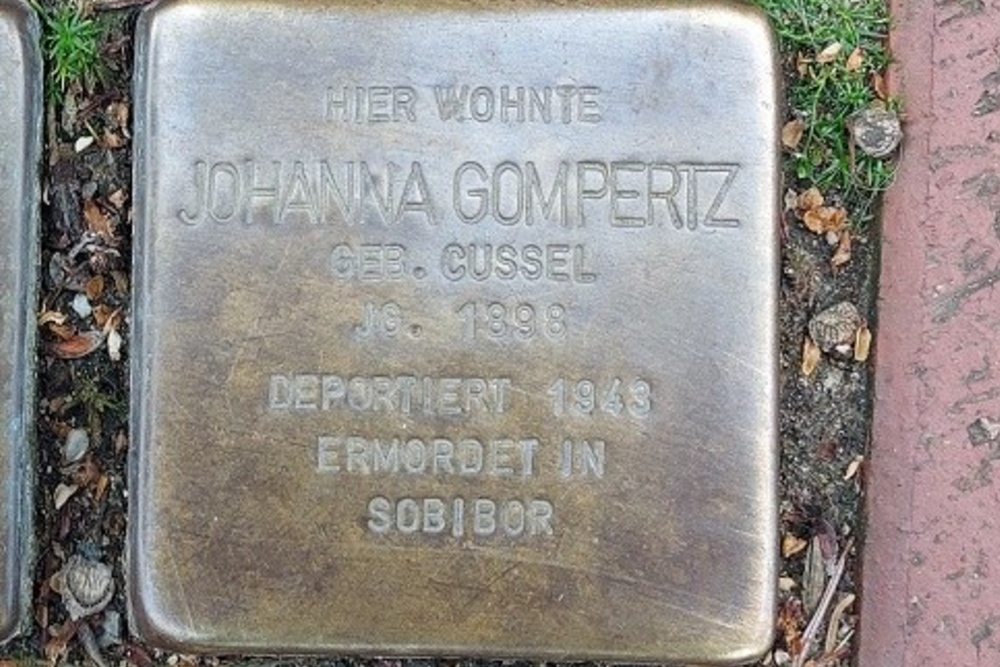 HIER WOHNTE
JOHANNA GOMPERTZ
GEB. CUSSEL
JG. 1898
DEPORTIERT 1943
ERMORDET IN
SOBIBOR